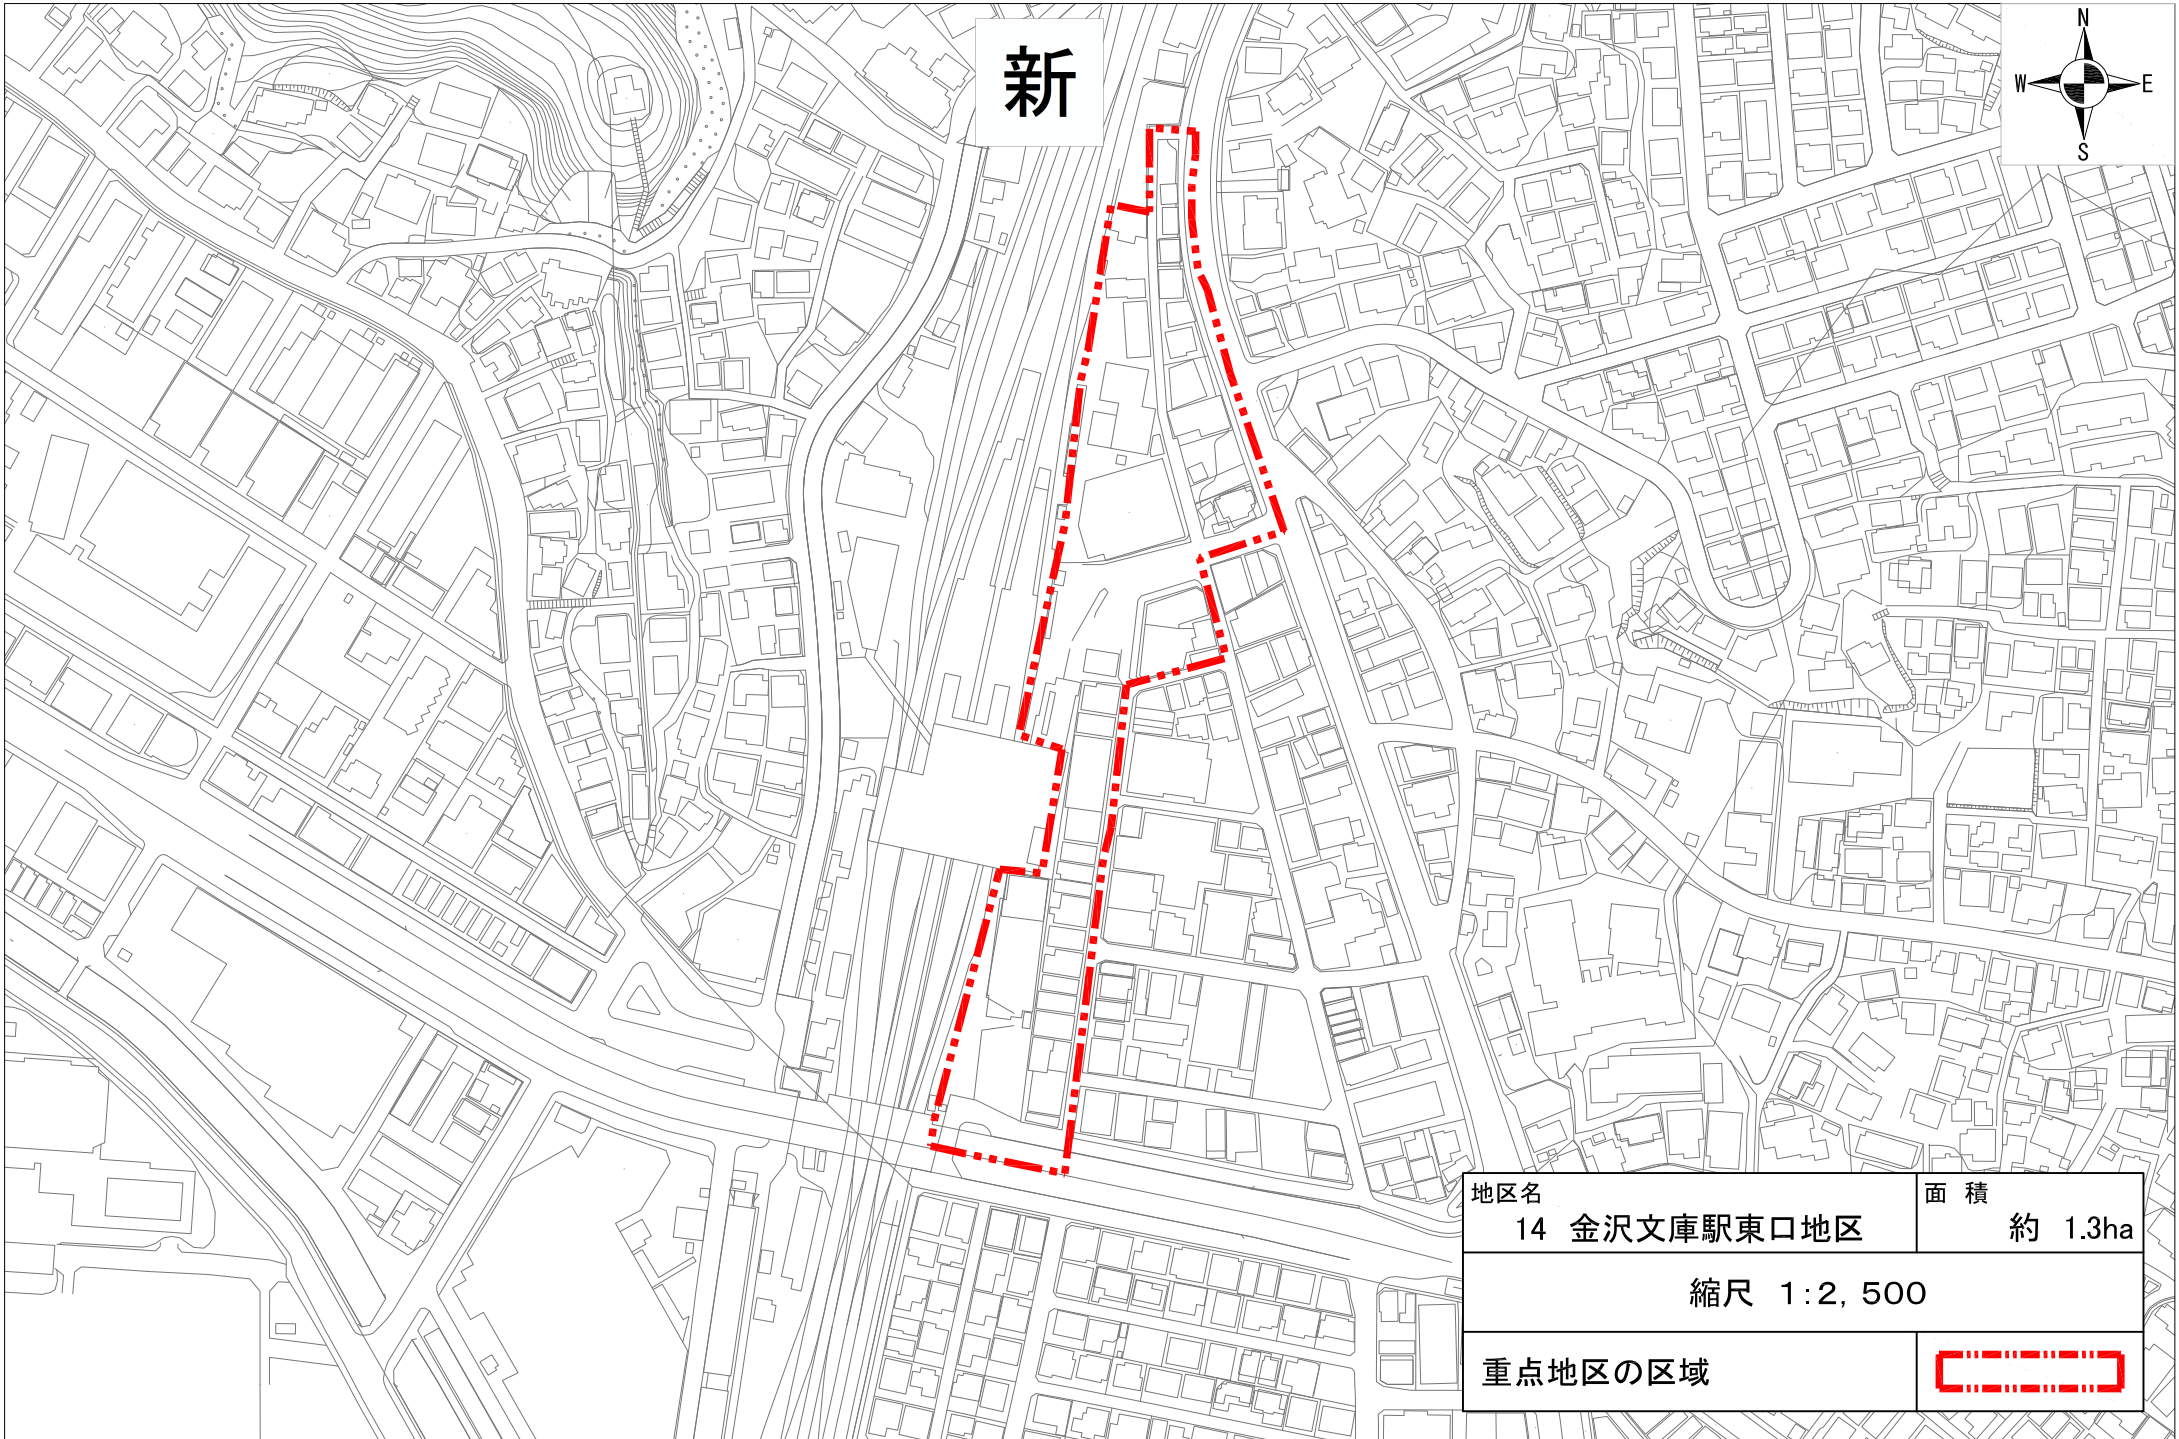 新
N
W E
S
地区名
14 金沢文庫駅東口地区
面 積
約 1.3ha
縮尺 1:2,500
重点地区の区域